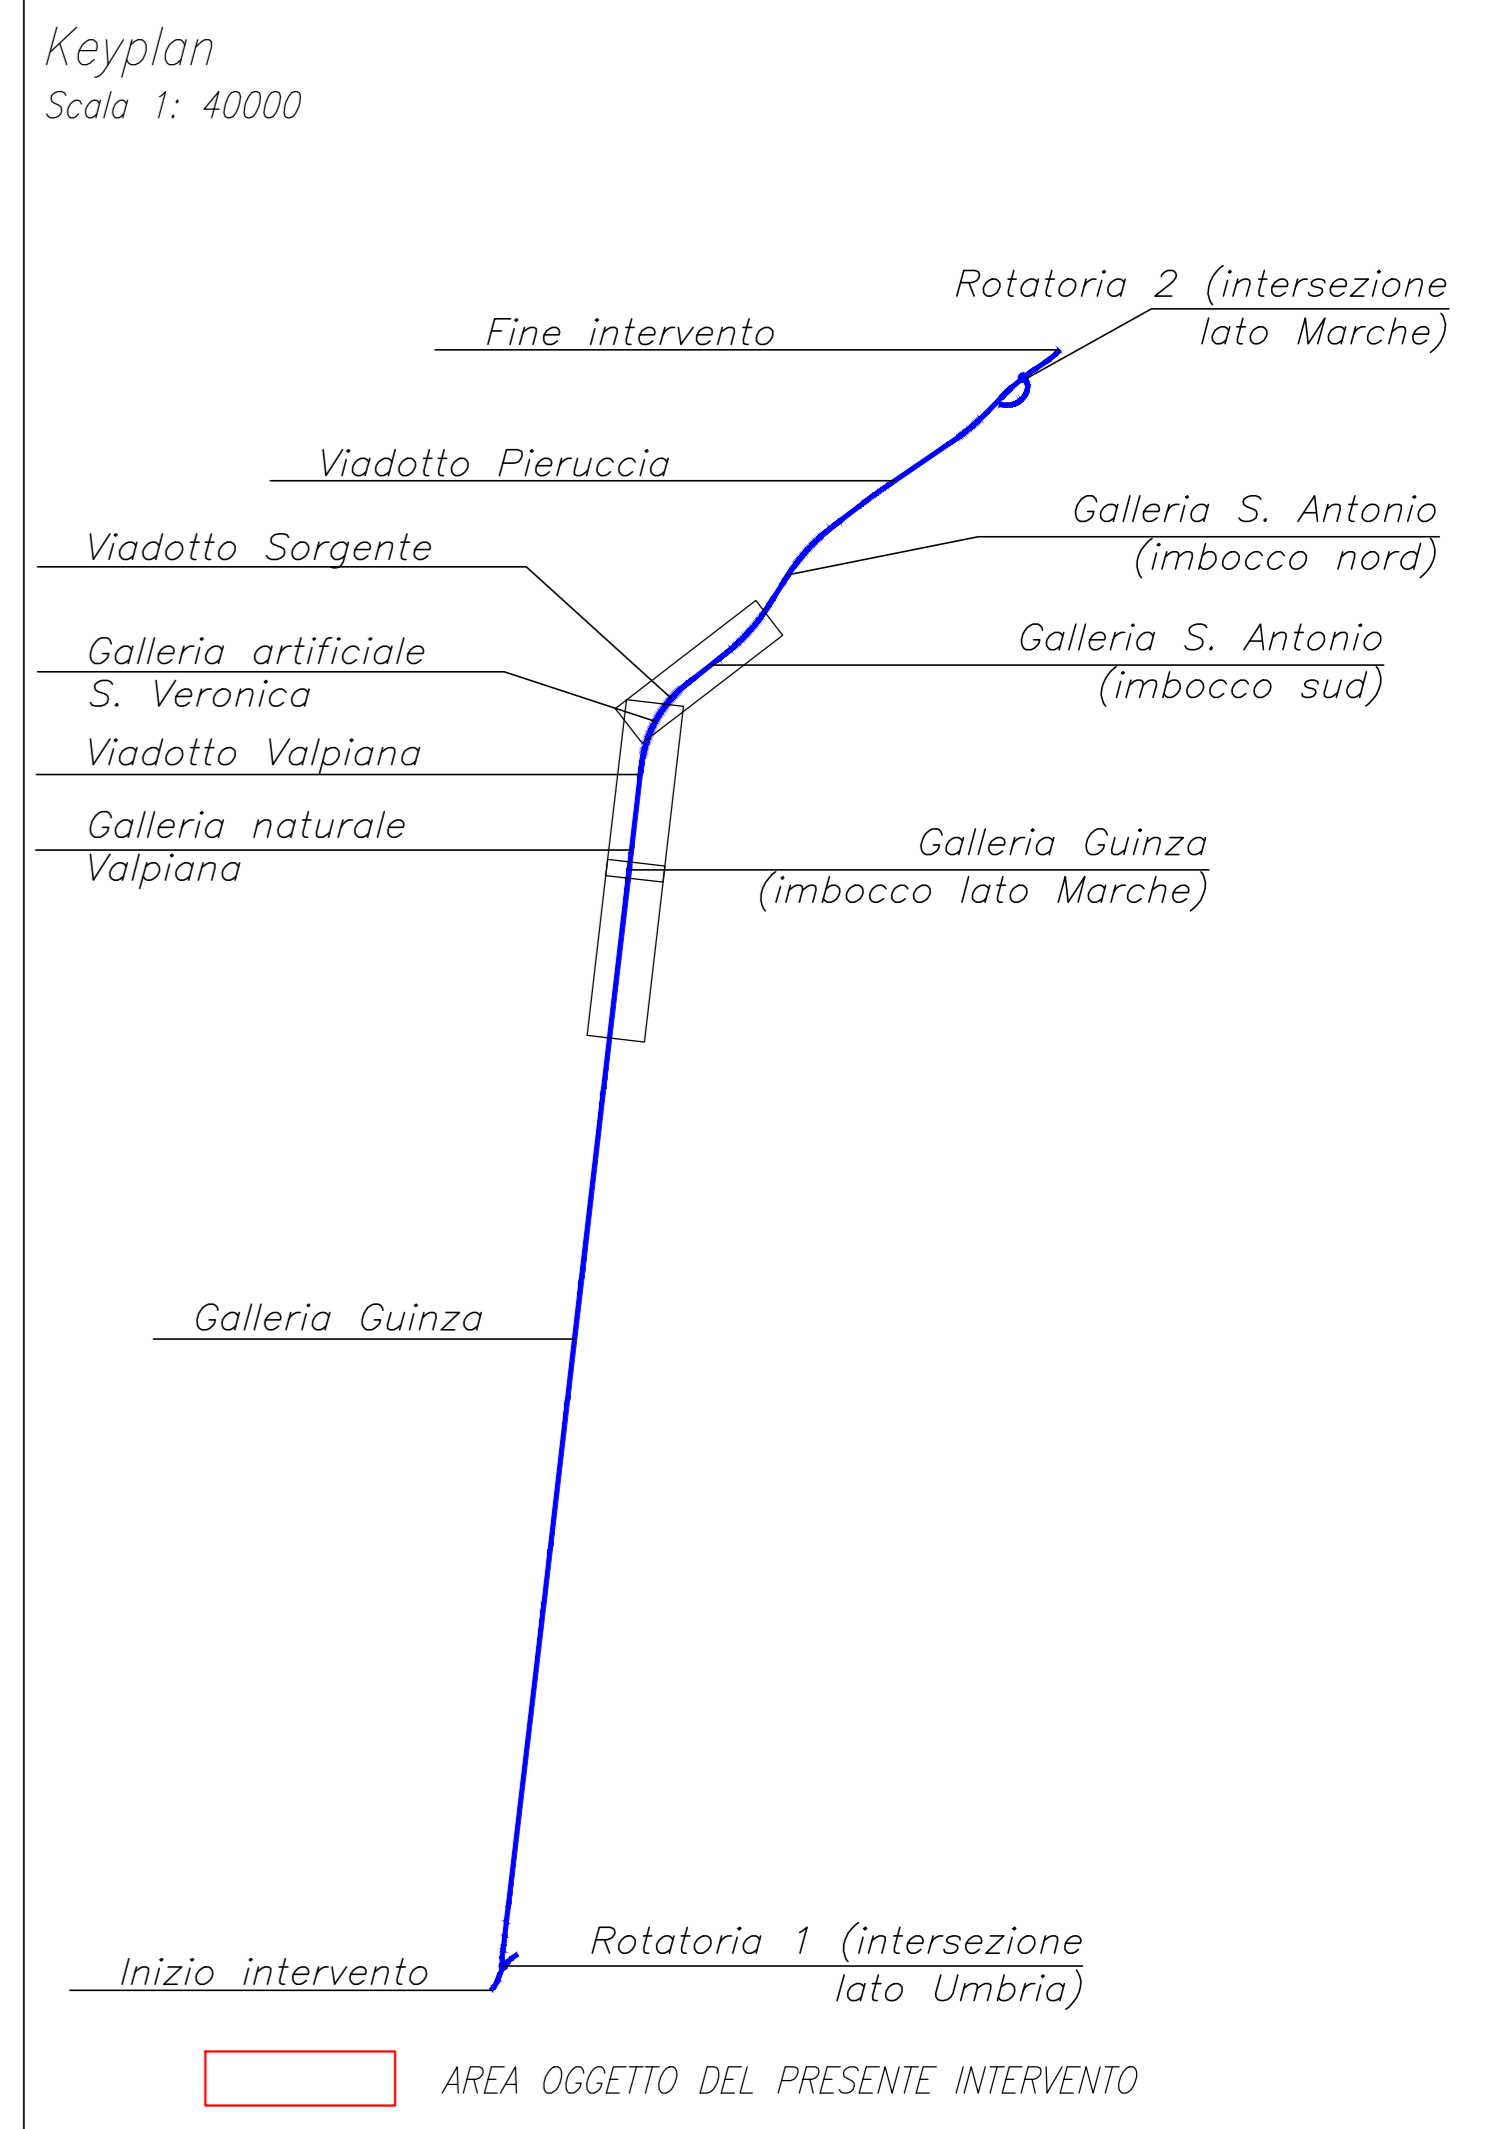 Keyplan
Scala 1: 40000
Rotatoria 2 (intersezione
lato Marche)
Fine intervento
Viadotto Pieruccia
Galleria S. Antonio
(imbocco nord)
Viadotto Sorgente
Galleria S. Antonio
(imbocco sud)
Galleria artificiale
S. Veronica
Viadotto Valpiana
Galleria naturale
Valpiana
Galleria Guinza
(imbocco lato Marche)
Galleria Guinza
Rotatoria 1 (intersezione
lato Umbria)
Inizio intervento
AREA OGGETTO DEL PRESENTE INTERVENTO